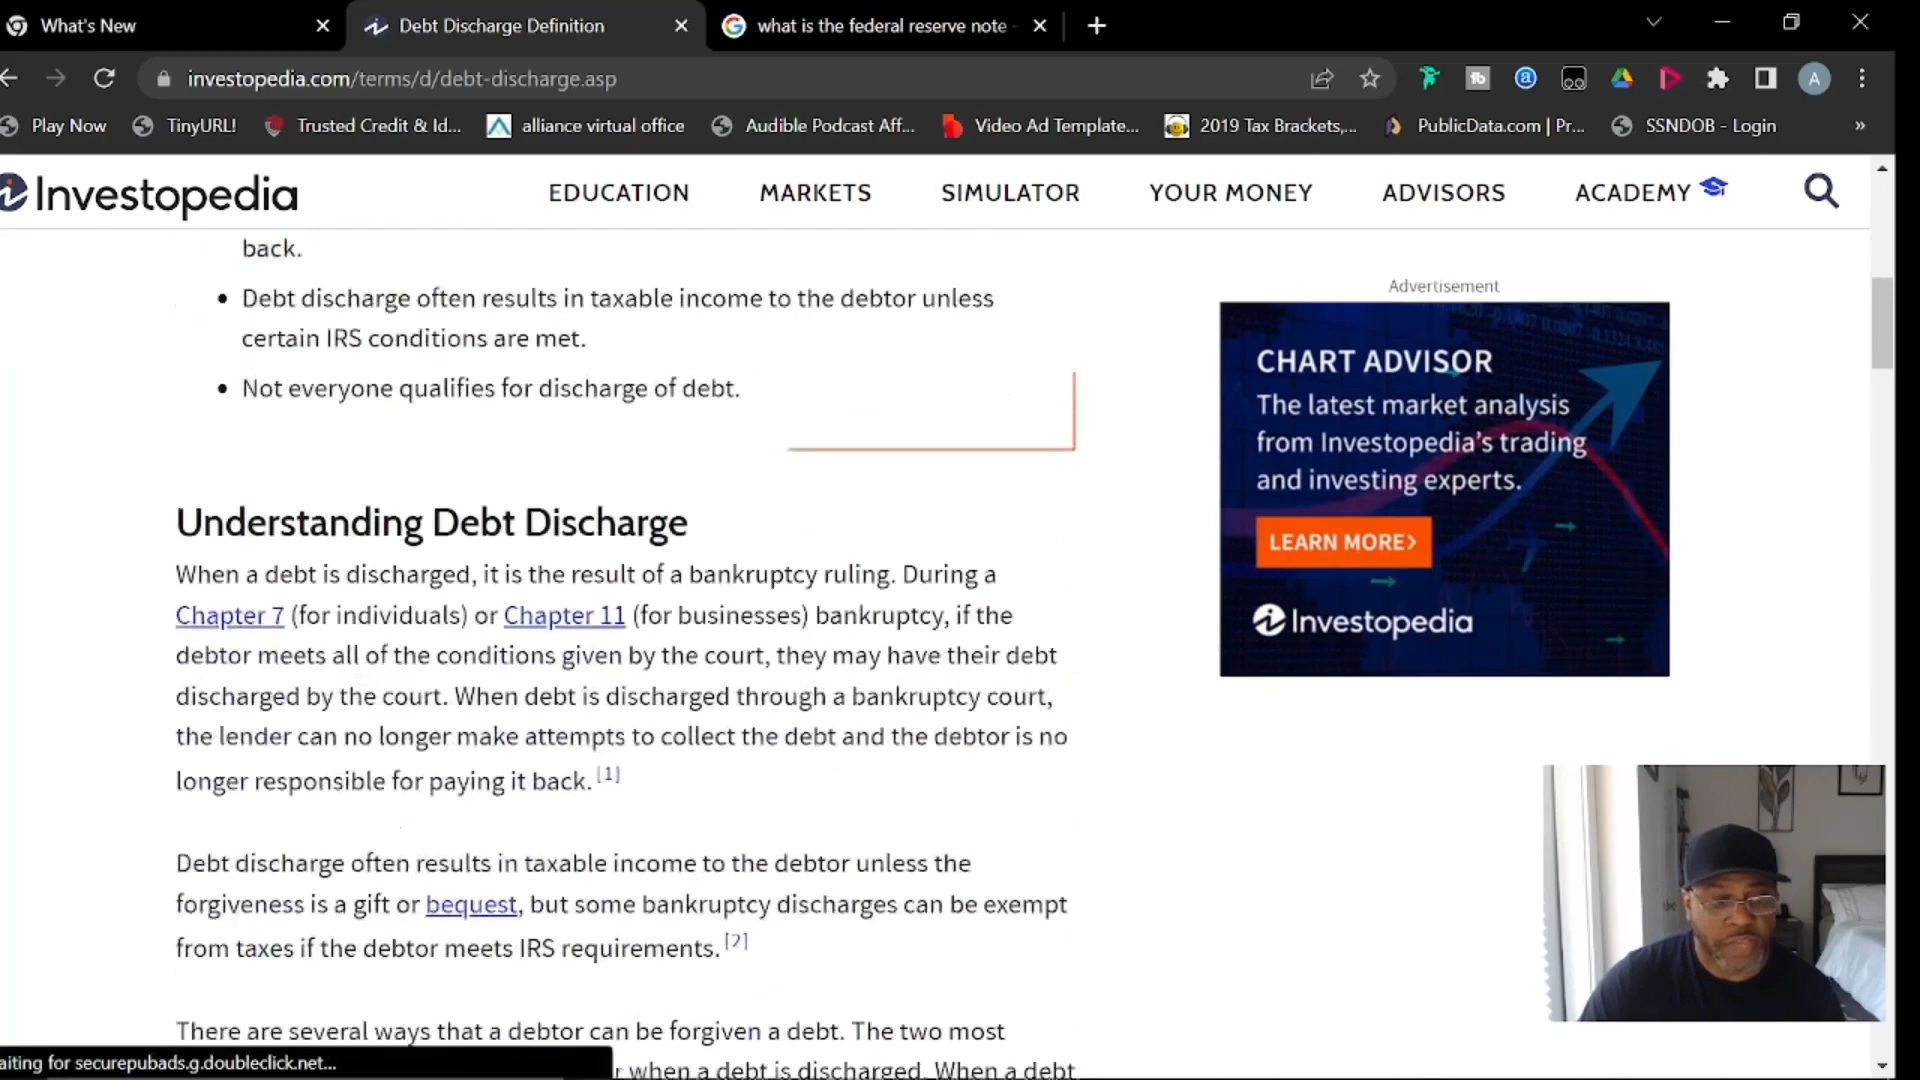 What's New
Debt Discharge Definition
what is the federal reserve note -
investopedia.com/terms/d/debt-discharge.asp
A
Play Now
TinyURL!
Trusted Credit & Id...
alliance virtual office
Audible Podcast Aff...
Video Ad Template...
2019 Tax Brackets,...
PublicData.com | Pr...
SSNDOB - Login
»
Investopedia
EDUCATION
MARKETS
SIMULATOR
YOUR MONEY
ADVISORS
ACADEMY
back.
• Debt discharge often results in taxable income to the debtor unless
certain IRS conditions are met.
• Not everyone qualifies for discharge of debt.
Understanding Debt Discharge
When a debt is discharged, it is the result of a bankruptcy ruling. During a
Chapter 7 (for individuals) or Chapter 11 (for businesses) bankruptcy, if the
debtor meets all of the conditions given by the court, they may have their debt
discharged by the court. When debt is discharged through a bankruptcy court,
the lender can no longer make attempts to collect the debt and the debtor is no
longer responsible for paying it back. [1]
Debt discharge often results in taxable income to the debtor unless the
forgiveness is a gift or bequest, but some bankruptcy discharges can be exempt
from taxes if the debtor meets IRS requirements. [2]
There are several ways that a debtor can be forgiven a debt. The two most
r when a debt is discharged. When a debt
aiting for securepubads.g.doubleclick.net...
Advertisement
CHART ADVISOR
The latest market analysis
from Investopedia's trading
and investing experts.
LEARN MORE>
Investopedia